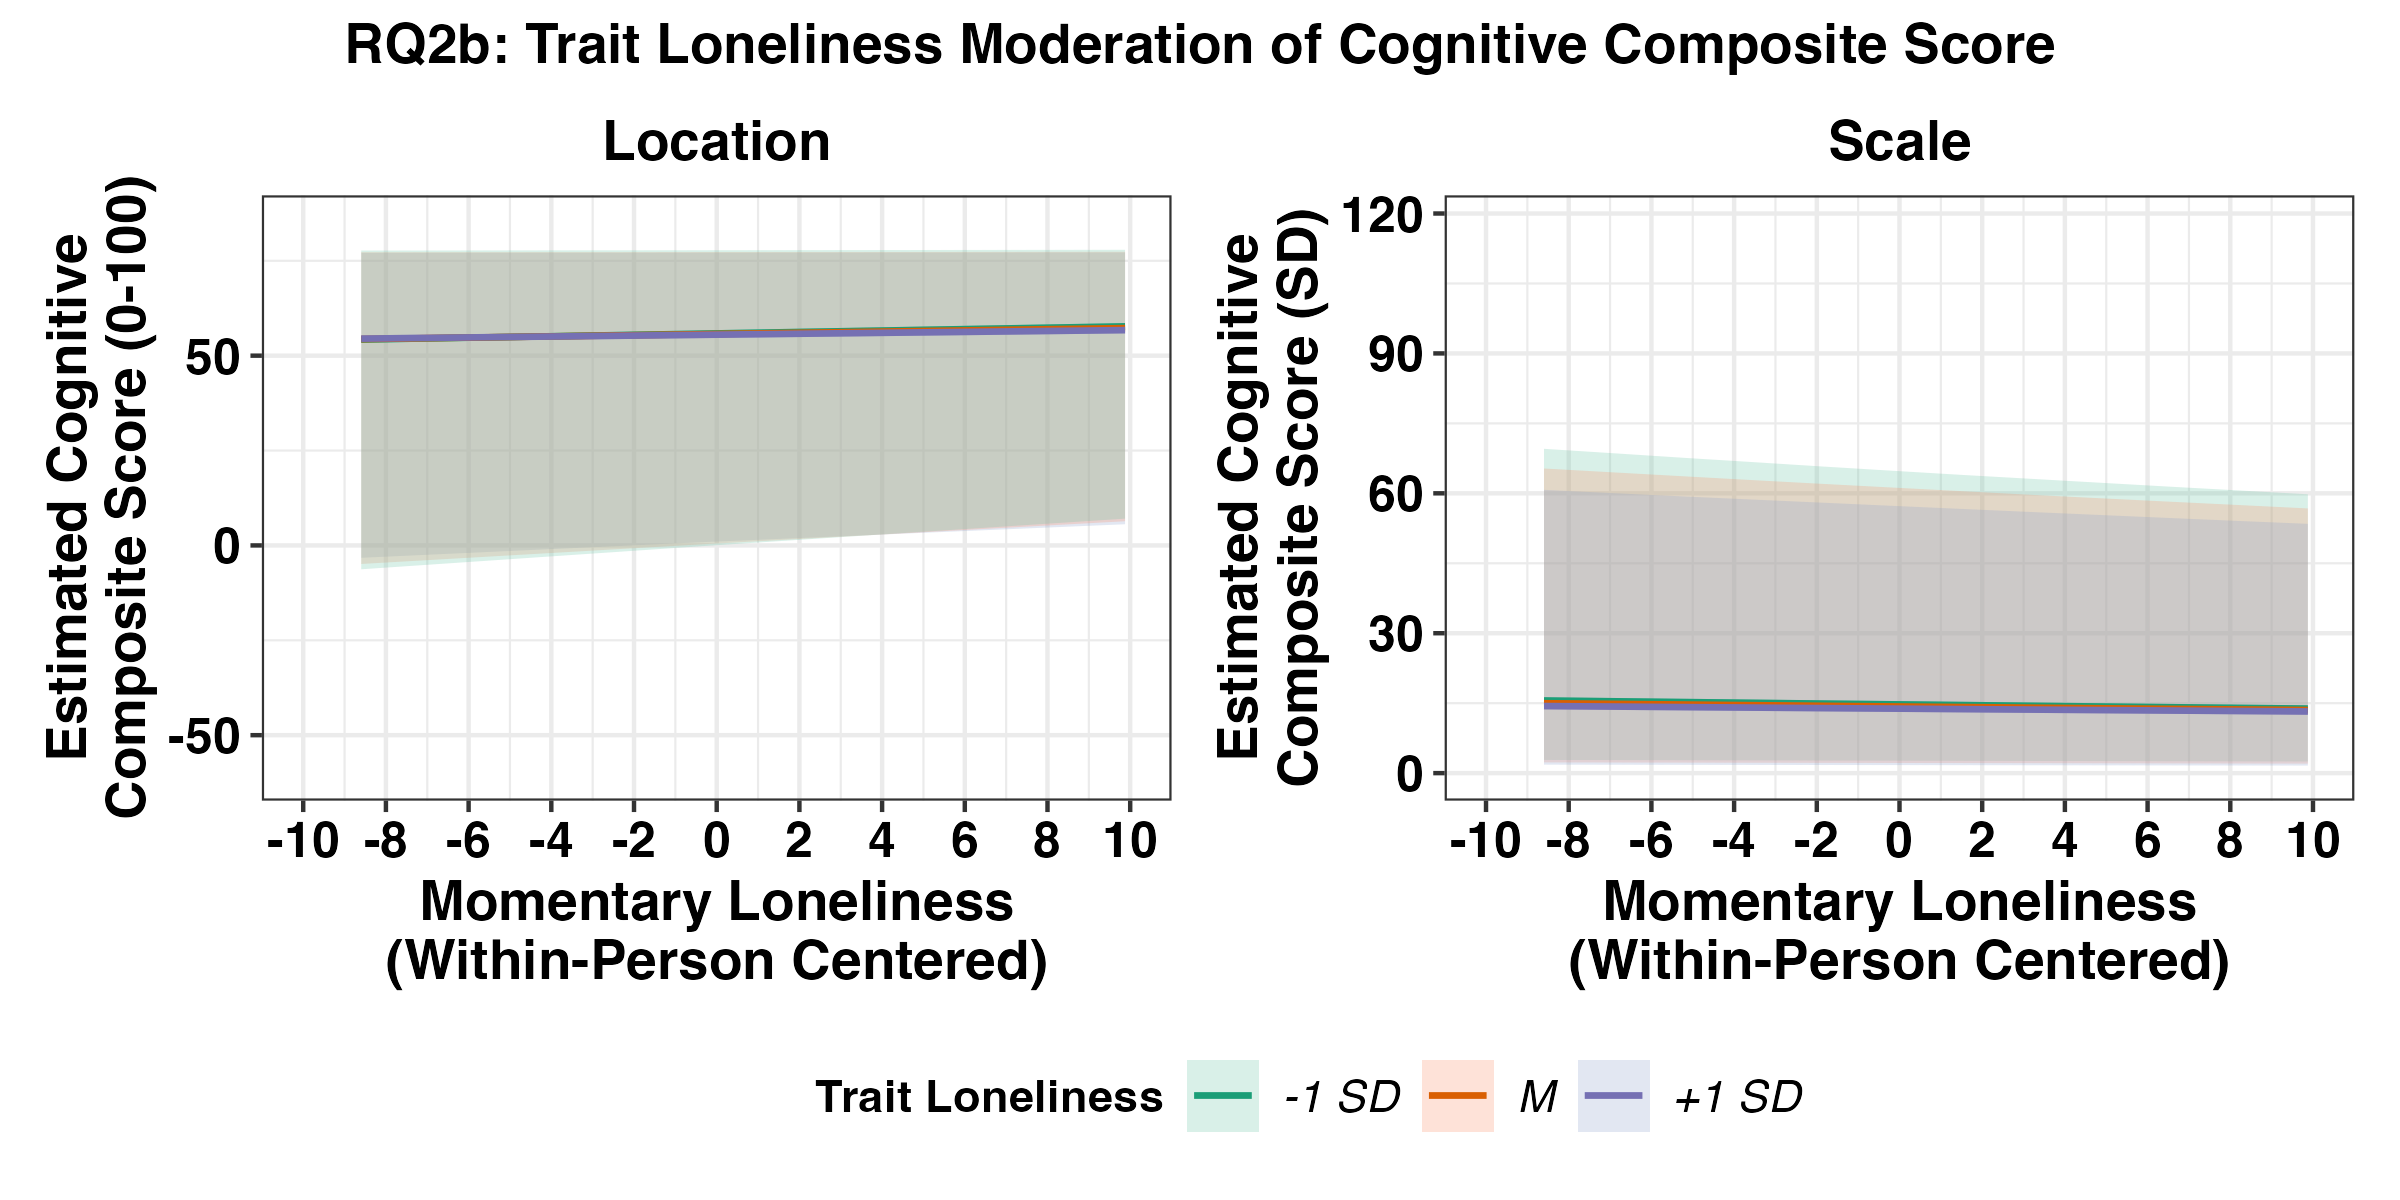 RQ2b: Trait Loneliness Moderation of Cognitive Composite Score
Location
Estimated Cognitive
Composite Score (0-100)
50
0
-50
-10 -8 -6 -4 -2 0 2 4 6 8 10
Momentary Loneliness
(Within-Person Centered)
Scale
Estimated Cognitive
Composite Score (SD)
120
90
60
30
0
-10 -8 -6 -4 -2 0 2 4 6 8 10
Momentary Loneliness
(Within-Person Centered)
Trait Loneliness -1 SD M +1 SD